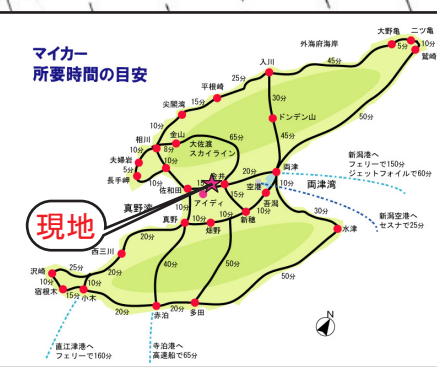 マイカー
所要時間の目安
外海府海岸
大野亀
二ツ亀
5分
10分
鷲崎
入川
45分
25分
平根崎
15分
尖閣湾
30分
ドンデン山
50分
10分
相川
金山
8分
大佐渡
スカイライン
65分
45分
夫婦岩
10分
5分
長手岬
10分
10分
佐和田
15分
金井
20分
両津
新潟港へ
フェリーで150分
ジェットフォイルで60分
空港
15分
10分
両津湾
アイディ
吾潟
真野湾
現地
10分
新穂
10分
畑野
真野
30分
水津
新潟空港へ
セスナで25分
西三川
20分
40分
50分
50分
沢崎
25分
10分
宿根木
15分
小木
10分
20分
赤泊
20分
多田
N
直江津港へ
フェリーで160分
寺泊港へ
高速船で65分